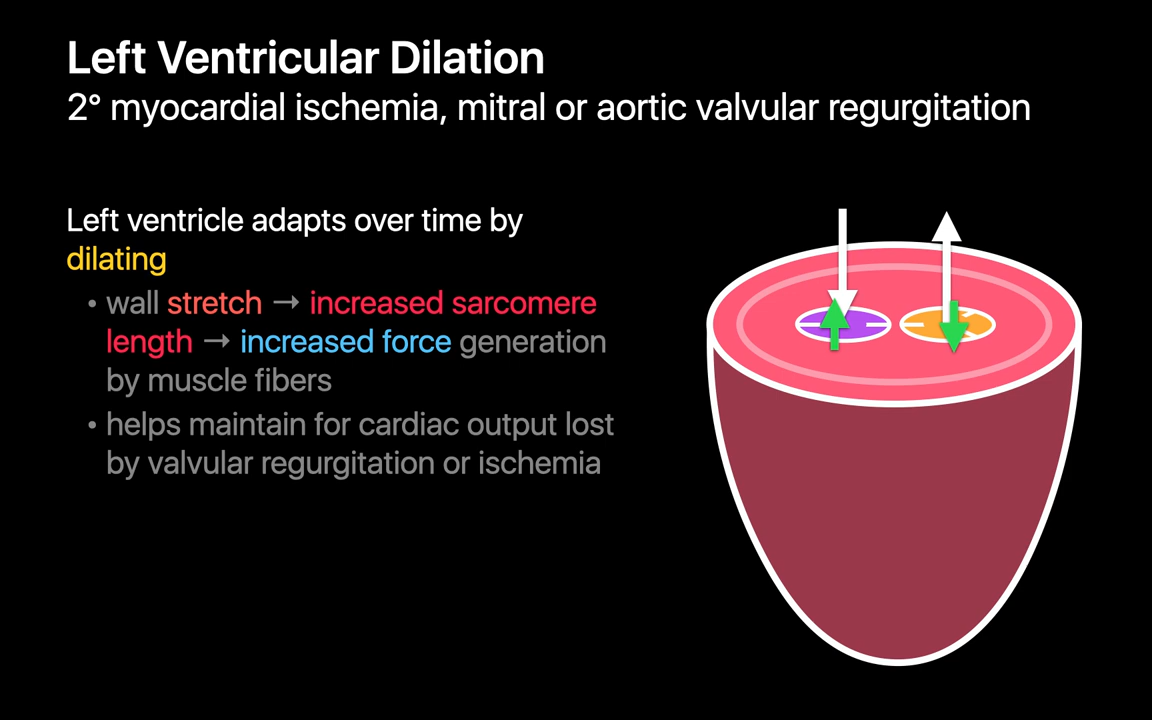 Left Ventricular Dilation
2° myocardial ischemia, mitral or aortic valvular regurgitation
Left ventricle adapts over time by
dilating
• wall stretch → increased sarcomere
length → increased force generation
by muscle fibers
• helps maintain for cardiac output lost
by valvular regurgitation or ischemia